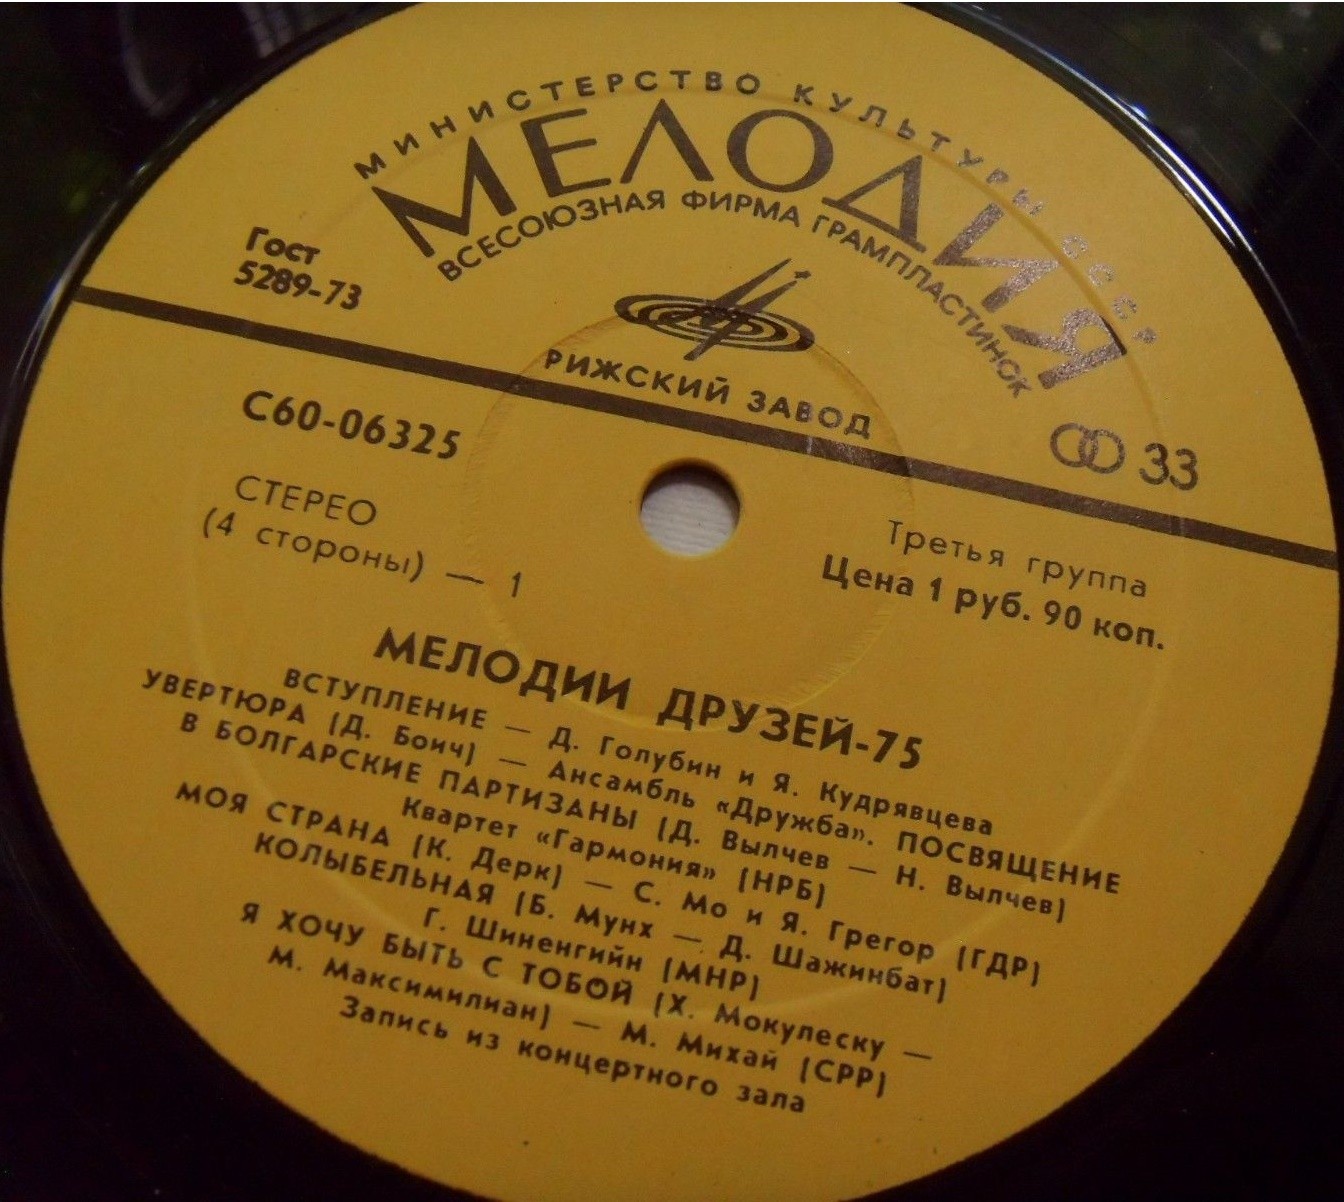 МИНИСТЕРСТВО КУЛЬТУРЫ СССР
МЕЛОДИЯ
ВСЕСОЮЗНАЯ ФИРМА ГРАМПЛАСТИНОК
Гост
5289-73
РИЖСКИЙ ЗАВОД
33
С60-06325
СТЕРЕО
(4 стороны) — 1
Третья группа
Цена 1 руб. 90 коп.
МЕЛОДИИ ДРУЗЕЙ-75
ВСТУПЛЕНИЕ — Д. Голубин и Я. Кудрявцева
УВЕРТЮРА (Д. Боич) — Ансамбль «Дружба». ПОСВЯЩЕНИЕ
В БОЛГАРСКИЕ ПАРТИЗАНЫ (Д. Вылчев — Н. Вылчев)
Квартет «Гармония» (НРБ)
МОЯ СТРАНА (К. Дерк) — С. Мо и Я. Грегор (ГДР)
КОЛЫБЕЛЬНАЯ (Б. Мунх — Д. Шажинбат)
Г. Шиненгийн (МНР)
Я ХОЧУ БЫТЬ С ТОБОЙ (Х. Мокулеску —
М. Максимилиан) — М. Михай (СРР)
Запись из концертного зала